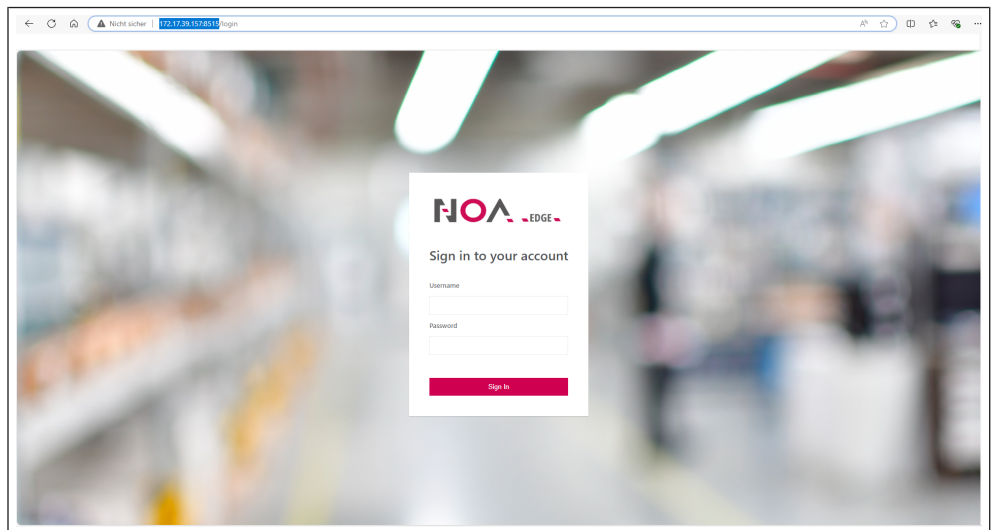 Nicht sicher | 172.17.39.157:8515/login
NOA EDGE
Sign in to your account
Username
Password
Sign In